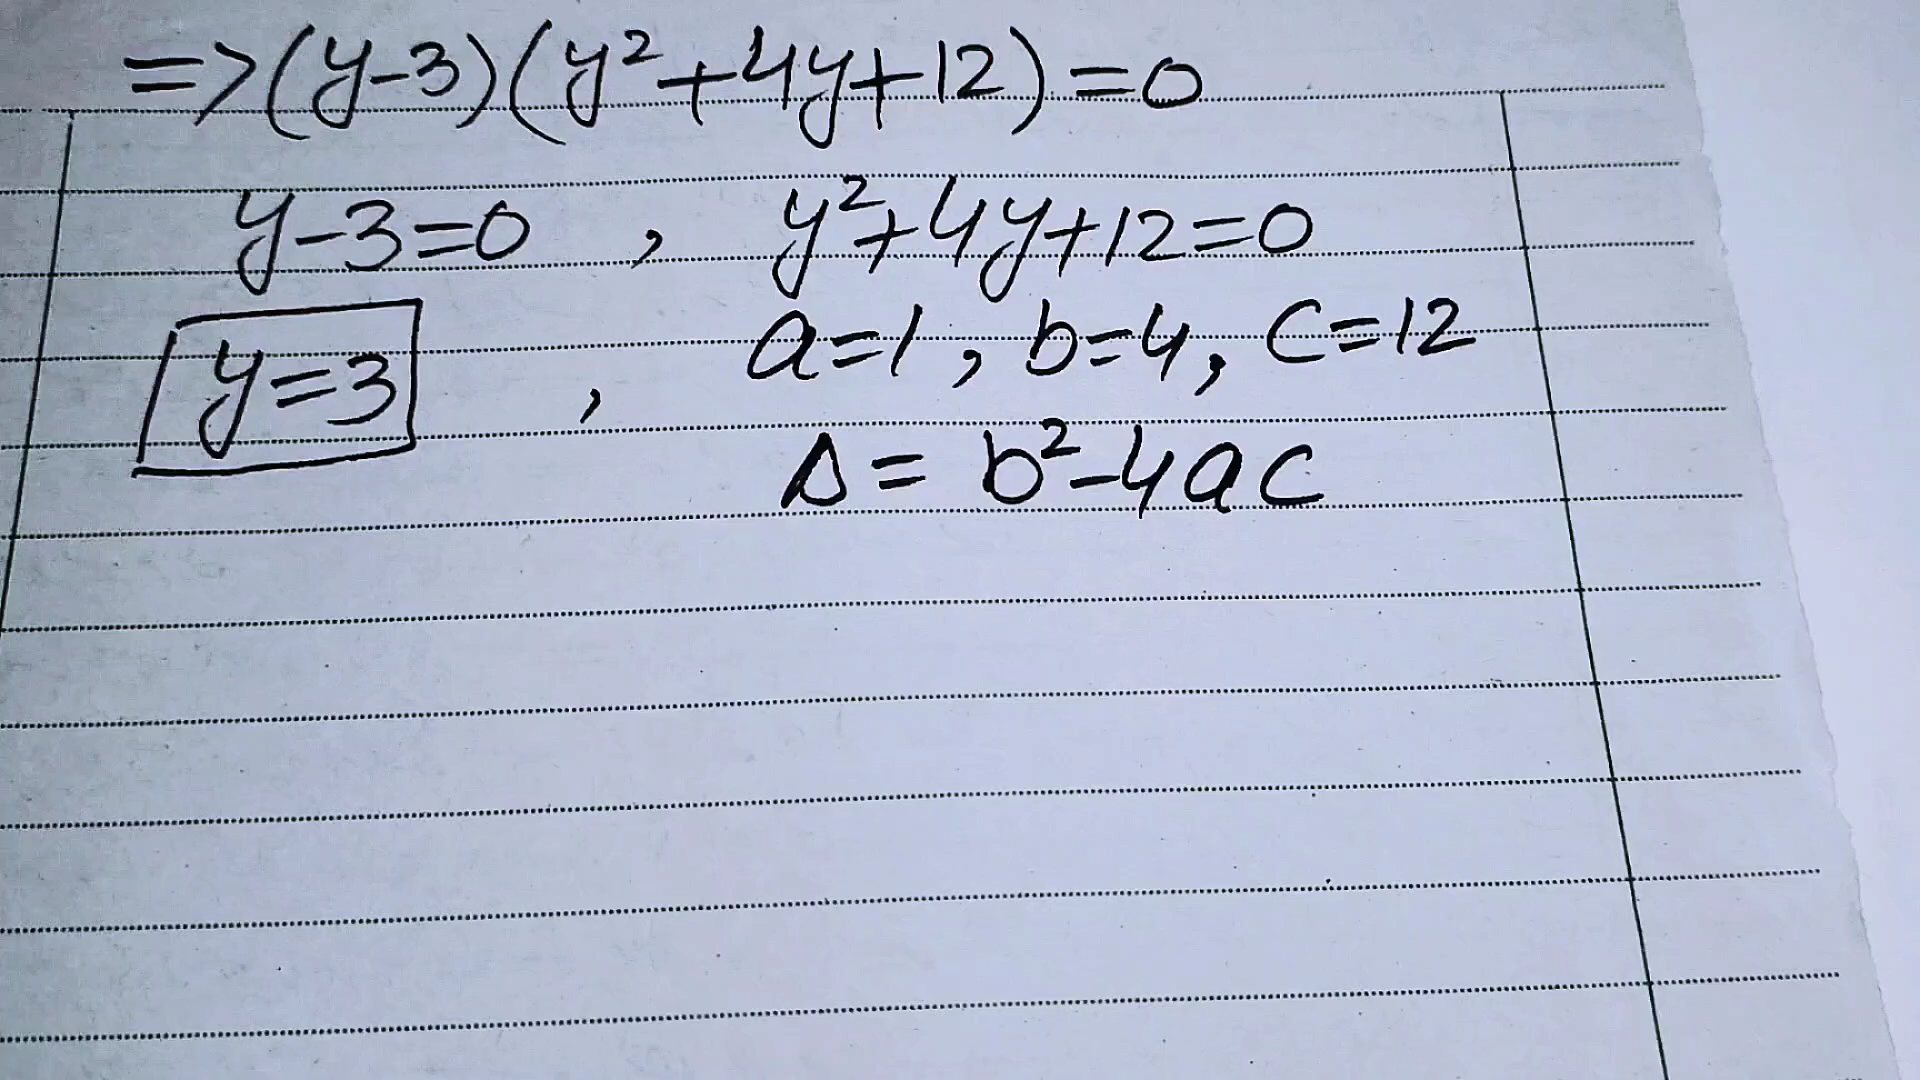 =>(y-3)(y²+4y+12)=0
y-3=0 , y²+4y+12=0
y=3 , a=1, b=4, c=12
Δ= b²-4ac